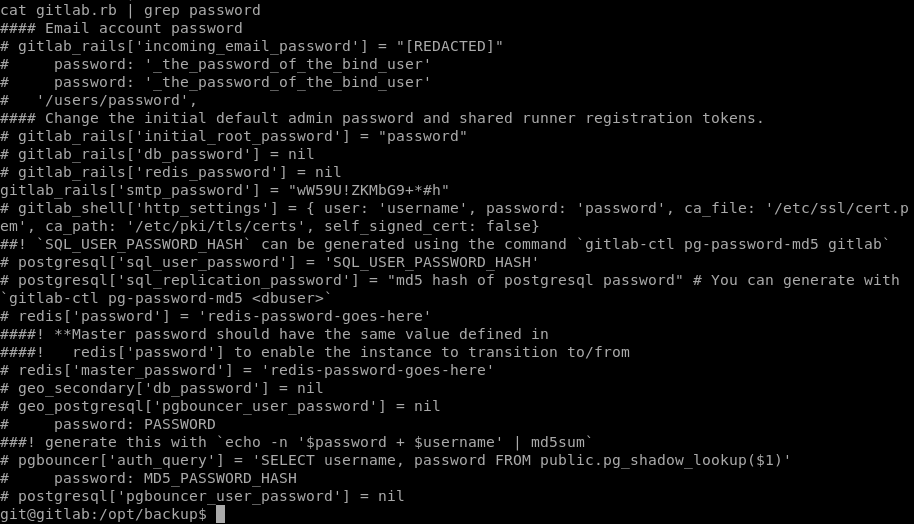 cat gitlab.rb | grep password
#### Email account password
# gitlab_rails['incoming_email_password'] = "[REDACTED]"
#     password: '_the_password_of_the_bind_user'
#     password: '_the_password_of_the_bind_user'
#   '/users/password',
#### Change the initial default admin password and shared runner registration tokens.
# gitlab_rails['initial_root_password'] = "password"
# gitlab_rails['db_password'] = nil
# gitlab_rails['redis_password'] = nil
gitlab_rails['smtp_password'] = "wW59U!ZKMbG9+*#h"
# gitlab_shell['http_settings'] = { user: 'username', password: 'password', ca_file: '/etc/ssl/cert.p
em', ca_path: '/etc/pki/tls/certs', self_signed_cert: false}
##! `SQL_USER_PASSWORD_HASH` can be generated using the command `gitlab-ctl pg-password-md5 gitlab`
# postgresql['sql_user_password'] = 'SQL_USER_PASSWORD_HASH'
# postgresql['sql_replication_password'] = "md5 hash of postgresql password" # You can generate with
`gitlab-ctl pg-password-md5 <dbuser>`
# redis['password'] = 'redis-password-goes-here'
####! **Master password should have the same value defined in
####!   redis['password'] to enable the instance to transition to/from
# redis['master_password'] = 'redis-password-goes-here'
# geo_secondary['db_password'] = nil
# geo_postgresql['pgbouncer_user_password'] = nil
#     password: PASSWORD
###! generate this with `echo -n '$password + $username' | md5sum`
# pgbouncer['auth_query'] = 'SELECT username, password FROM public.pg_shadow_lookup($1)'
#     password: MD5_PASSWORD_HASH
# postgresql['pgbouncer_user_password'] = nil
git@gitlab:/opt/backup$